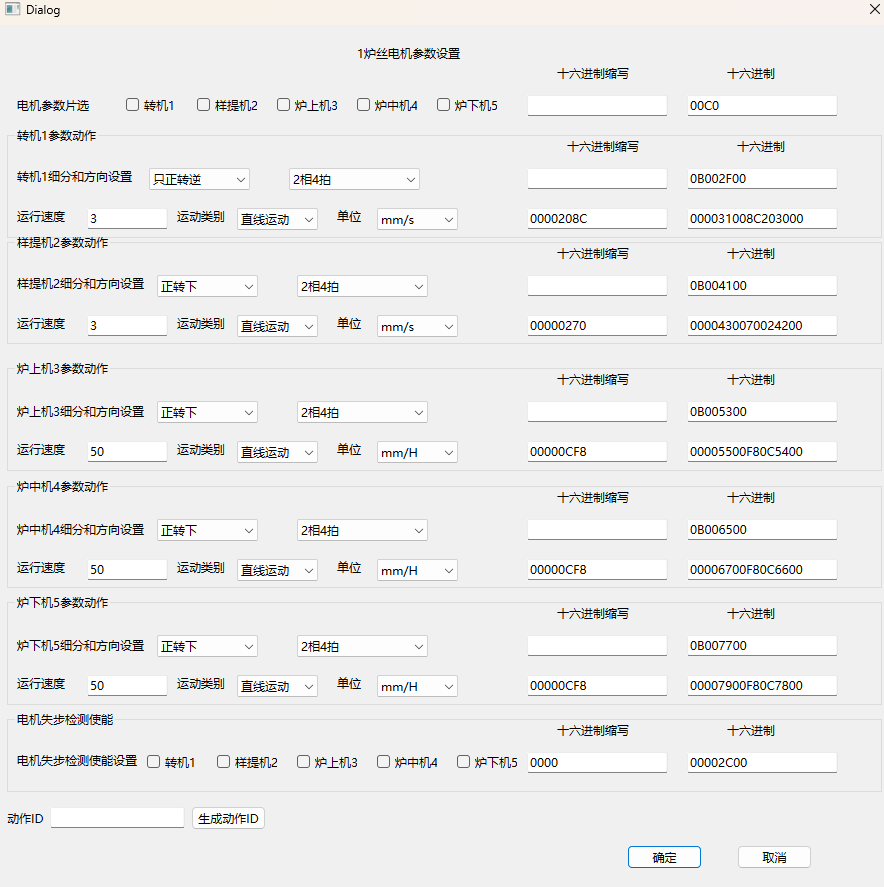 Dialog
1炉丝电机参数设置
十六进制缩写 十六进制
电机参数片选 转机1 样提机2 炉上机3 炉中机4 炉下机5 00C0
转机1参数动作
十六进制缩写 十六进制
转机1细分和方向设置 只正转逆 2相4拍 0B002F00
运行速度 3 运动类别 直线运动 单位 mm/s 0000208C 000031008C203000
样提机2参数动作
十六进制缩写 十六进制
样提机2细分和方向设置 正转下 2相4拍 0B004100
运行速度 3 运动类别 直线运动 单位 mm/s 00000270 0000430070024200
炉上机3参数动作
十六进制缩写 十六进制
炉上机3细分和方向设置 正转下 2相4拍 0B005300
运行速度 50 运动类别 直线运动 单位 mm/H 00000CF8 00005500F80C5400
炉中机4参数动作
十六进制缩写 十六进制
炉中机4细分和方向设置 正转下 2相4拍 0B006500
运行速度 50 运动类别 直线运动 单位 mm/H 00000CF8 00006700F80C6600
炉下机5参数动作
十六进制缩写 十六进制
炉下机5细分和方向设置 正转下 2相4拍 0B007700
运行速度 50 运动类别 直线运动 单位 mm/H 00000CF8 00007900F80C7800
电机失步检测使能
十六进制缩写 十六进制
电机失步检测使能设置 转机1 样提机2 炉上机3 炉中机4 炉下机5 0000 00002C00
动作ID 生成动作ID
确定 取消